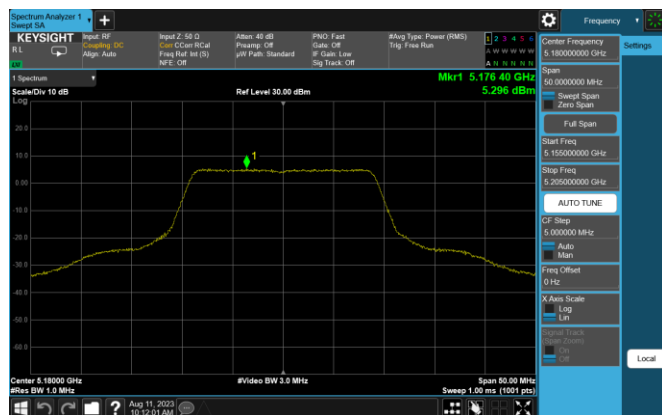 Spectrum Analyzer 1
Swept SA
Frequency
KEYSIGHT
RL
Input: RF
Coupling: DC
Align: Auto
Input Z: 50 Ω
Corr CCorr RCal
Freq Ref: Int (S)
NFE: Off
Atten: 40 dB
Preamp: Off
µW Path: Standard
PNO: Fast
Gate: Off
IF Gain: Low
Sig Track: Off
#Avg Type: Power (RMS)
Trig: Free Run
1 2 3 4 5 6
A W W W W W
A N N N N N
1 Spectrum
Scale/Div 10 dB
Log
Ref Level 30.00 dBm
Mkr1 5.176 40 GHz
5.296 dBm
20.0
10.0
0.00
-10.0
-20.0
-30.0
-40.0
-50.0
-60.0
1
Center 5.18000 GHz
#Res BW 1.0 MHz
#Video BW 3.0 MHz
Span 50.00 MHz
Sweep 1.00 ms (1001 pts)
Aug 11, 2023
10:12:01 AM
Center Frequency
5.180000000 GHz
Span
50.0000000 MHz
Swept Span
Zero Span
Full Span
Start Freq
5.155000000 GHz
Stop Freq
5.205000000 GHz
AUTO TUNE
CF Step
5.000000 MHz
Auto
Man
Freq Offset
0 Hz
X Axis Scale
Log
Lin
Signal Track
(Span Zoom)
On
Off
Settings
Local